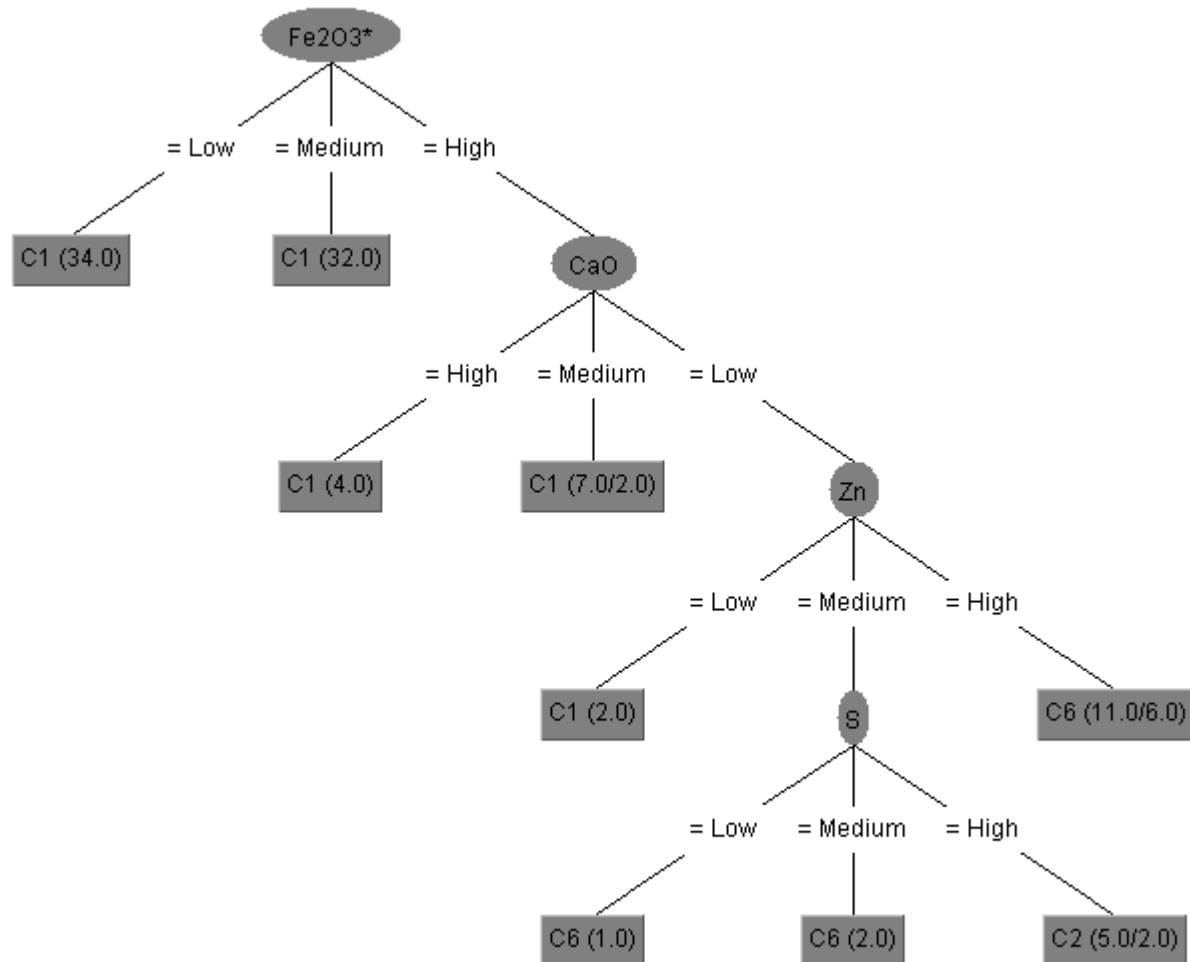 Fe2O3*
= Low
= Medium
= High
C1 (34.0)
C1 (32.0)
CaO
= High
= Medium
= Low
C1 (4.0)
C1 (7.0/2.0)
Zn
= Low
= Medium
= High
C1 (2.0)
S
C6 (11.0/6.0)
= Low
= Medium
= High
C6 (1.0)
C6 (2.0)
C2 (5.0/2.0)